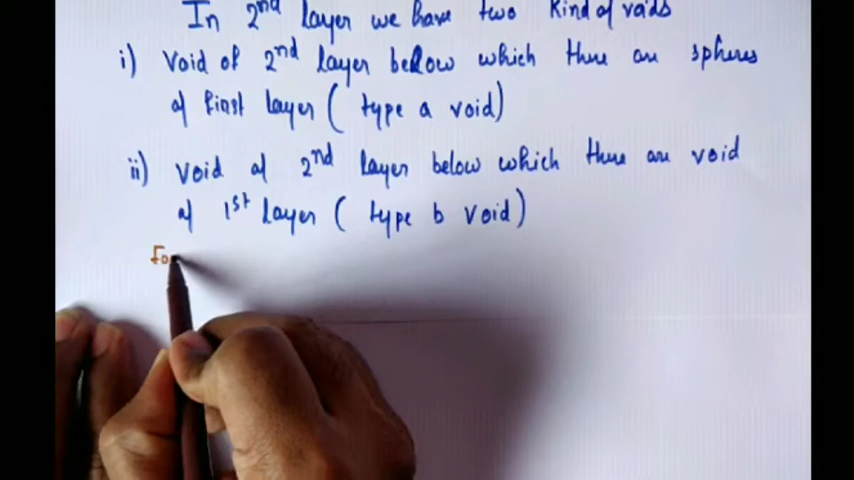 In 2nd layer we have two kind of voids
i) Void of 2nd layer below which there are spheres
of first layer ( type a void)
ii) void of 2nd layer below which there are void
of 1st layer ( type b void)
Fo